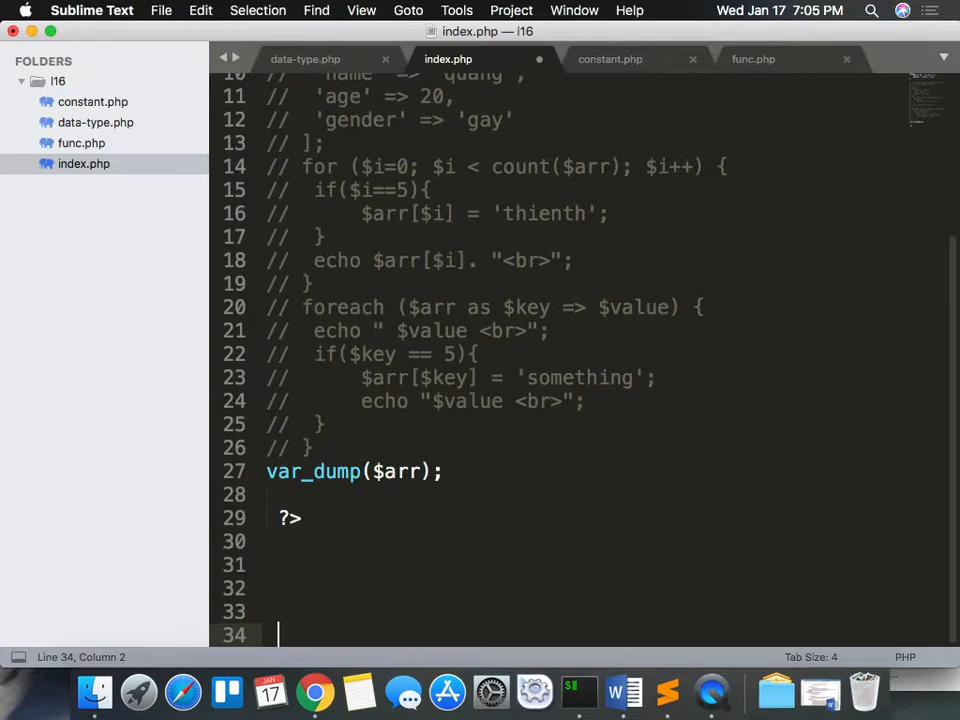 Sublime Text File Edit Selection Find Goto Tools Project Window Help Wed Jan 17 7:05 PM
index.php — l16
FOLDERS
l16
constant.php
data-type.php
func.php
index.php
data-type.php × index.php constant.php × func.php ×
10 // 'name' => 'quang',
11 // 'age' => 20,
12 // 'gender' => 'gay'
13 // ];
14 // for ($i=0; $i < count($arr); $i++) {
15 // if($i==5){
16 // $arr[$i] = 'thienth';
17 // }
18 // echo $arr[$i]. "<br>";
19 // }
20 // foreach ($arr as $key => $value) {
21 // echo " $value <br>";
22 // if($key == 5){
23 // $arr[$key] = 'something';
24 // echo "$value <br>";
25 // }
26 // }
27 var_dump($arr);
28
29 ?>
30
31
32
33
34
Line 34, Column 2 Tab Size: 4 PHP
JAN
17
$
W
S